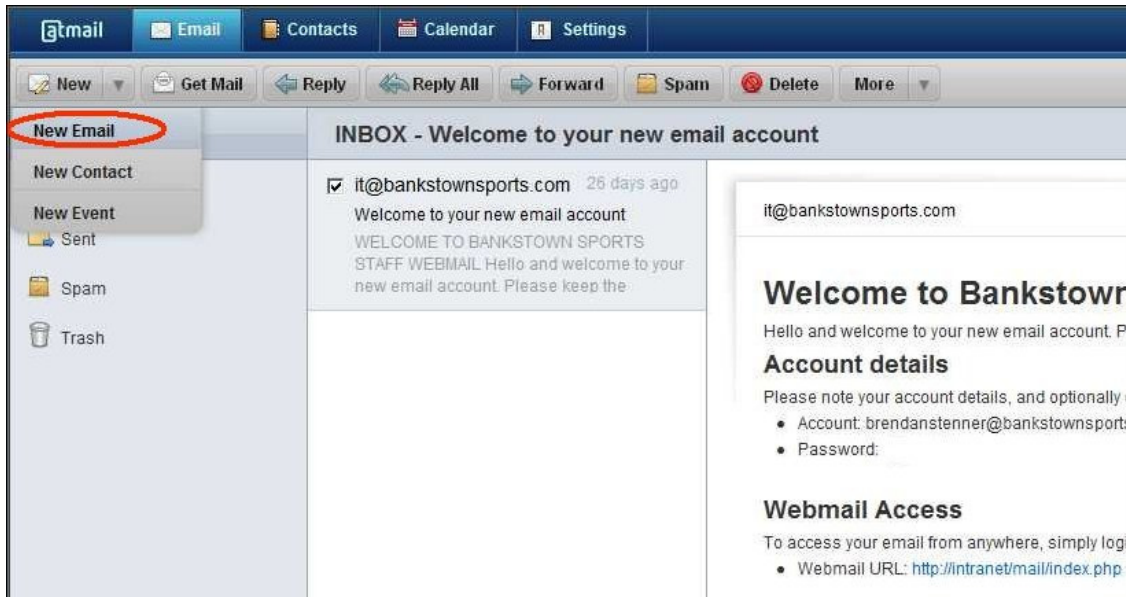 @tmail Email Contacts Calendar Settings
New Get Mail Reply Reply All Forward Spam Delete More
New Email
New Contact
New Event
Sent
Spam
Trash
INBOX - Welcome to your new email account
it@bankstownsports.com 26 days ago
Welcome to your new email account
WELCOME TO BANKSTOWN SPORTS
STAFF WEBMAIL Hello and welcome to your
new email account. Please keep the
it@bankstownsports.com
Welcome to Bankstown
Hello and welcome to your new email account. P
Account details
Please note your account details, and optionally
• Account: brendanstenner@bankstownsports
• Password:
Webmail Access
To access your email from anywhere, simply logi
• Webmail URL: http://intranet/mail/index.php